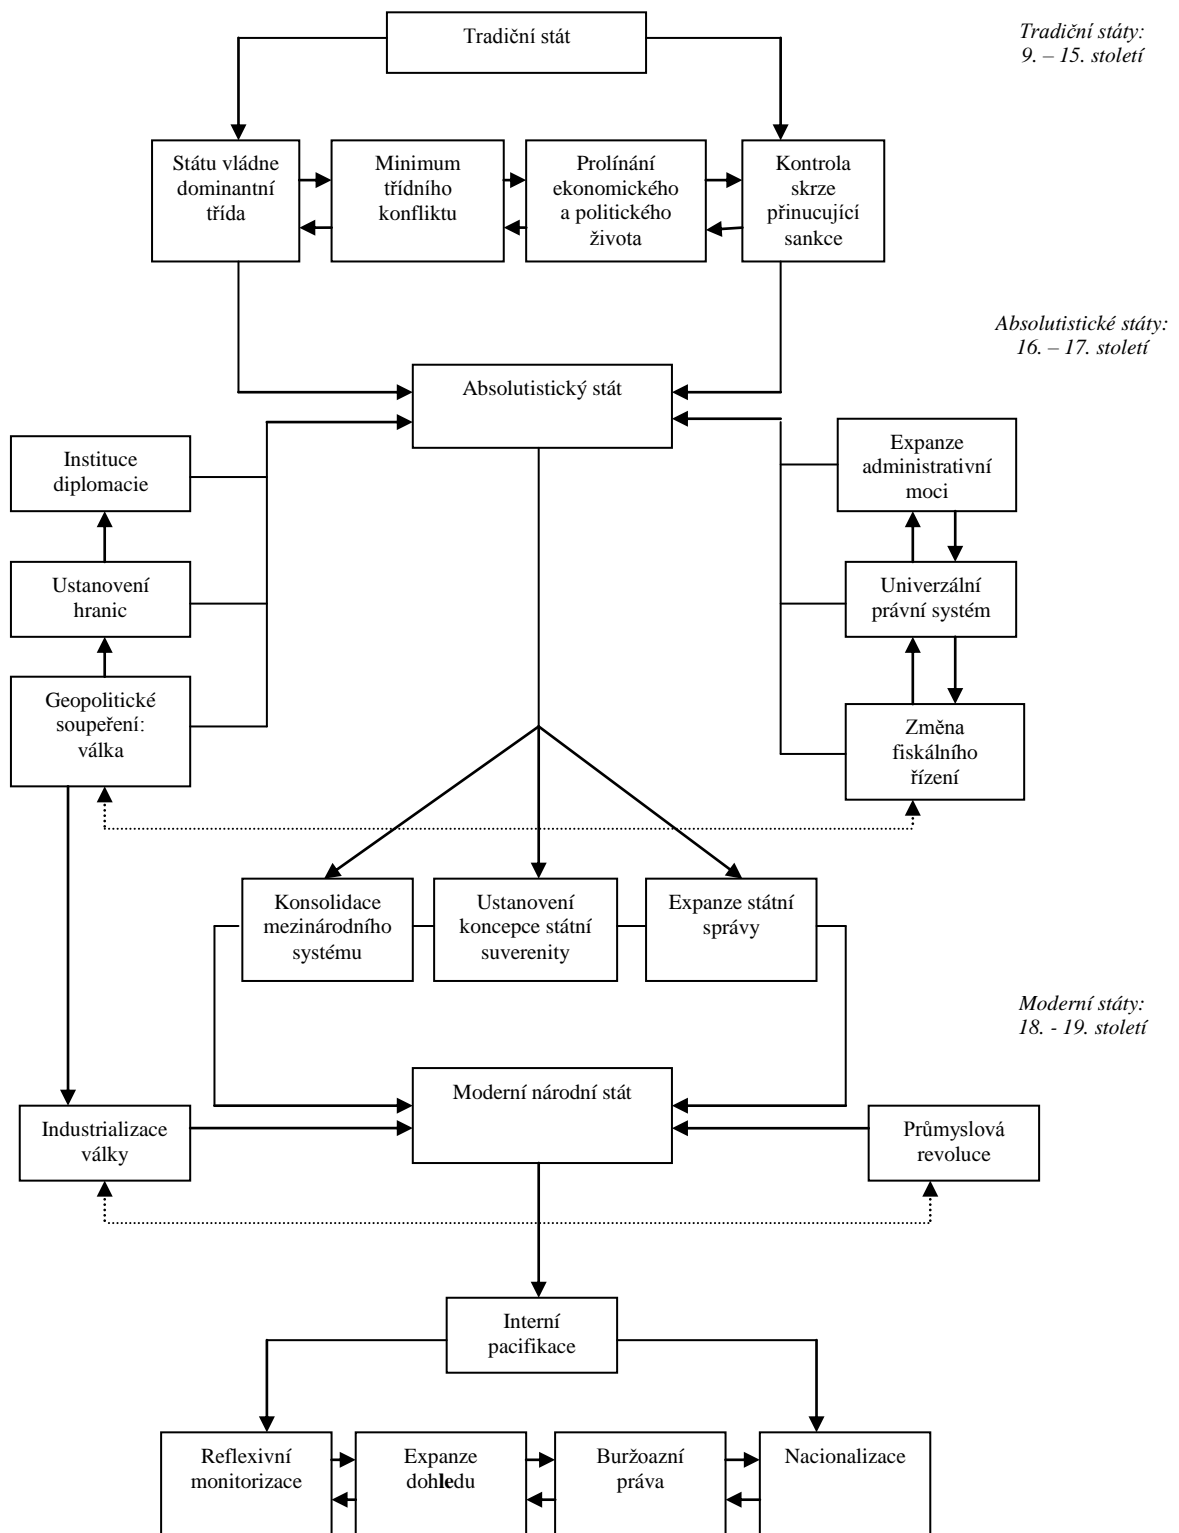 Tradiční stát
Tradiční státy:
9. – 15. století
Státu vládne
dominantní
třída
Minimum
třídního
konfliktu
Prolínání
ekonomického
a politického
života
Kontrola
skrze
přinucující
sankce
Absolutistické státy:
16. – 17. století
Absolutistický stát
Instituce
diplomacie
Expanze
administrativní
moci
Ustanovení
hranic
Univerzální
právní systém
Geopolitické
soupeření:
válka
Změna
fiskálního
řízení
Konsolidace
mezinárodního
systému
Ustanovení
koncepce státní
suverenity
Expanze státní
správy
Moderní státy:
18. - 19. století
Moderní národní stát
Industrializace
války
Průmyslová
revoluce
Interní
pacifikace
Reflexivní
monitorizace
Expanze
dohledu
Buržoazní
práva
Nacionalizace